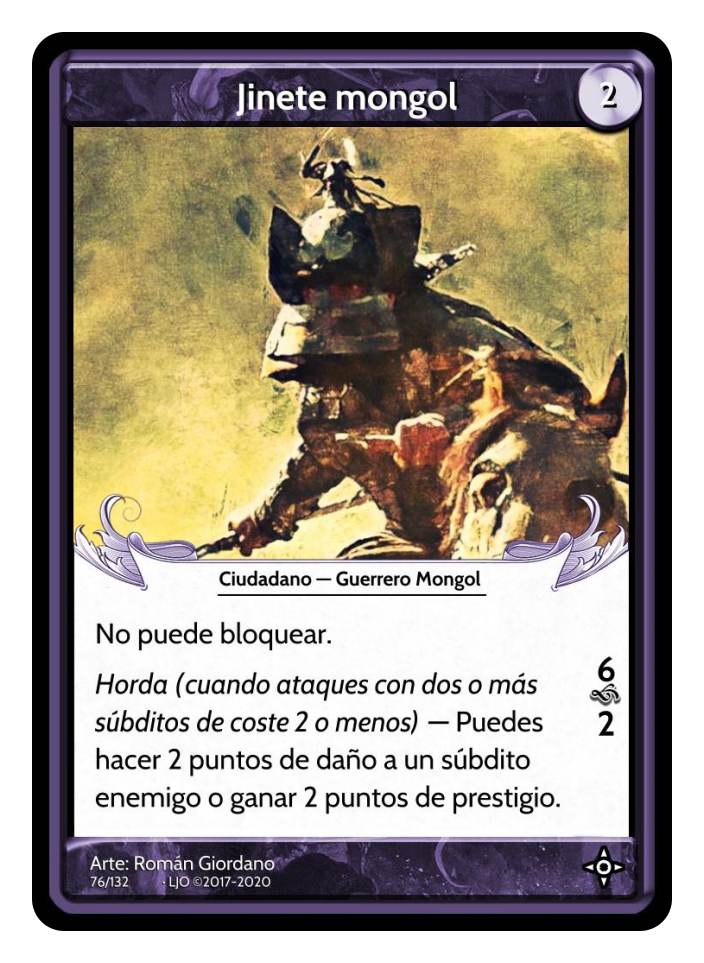 Jinete mongol
2
Ciudadano — Guerrero Mongol
No puede bloquear.
Horda (cuando ataques con dos o más
súbditos de coste 2 o menos) — Puedes
hacer 2 puntos de daño a un súbdito
enemigo o ganar 2 puntos de prestigio.
6
2
Arte: Román Giordano
76/132 · LJO ©2017-2020